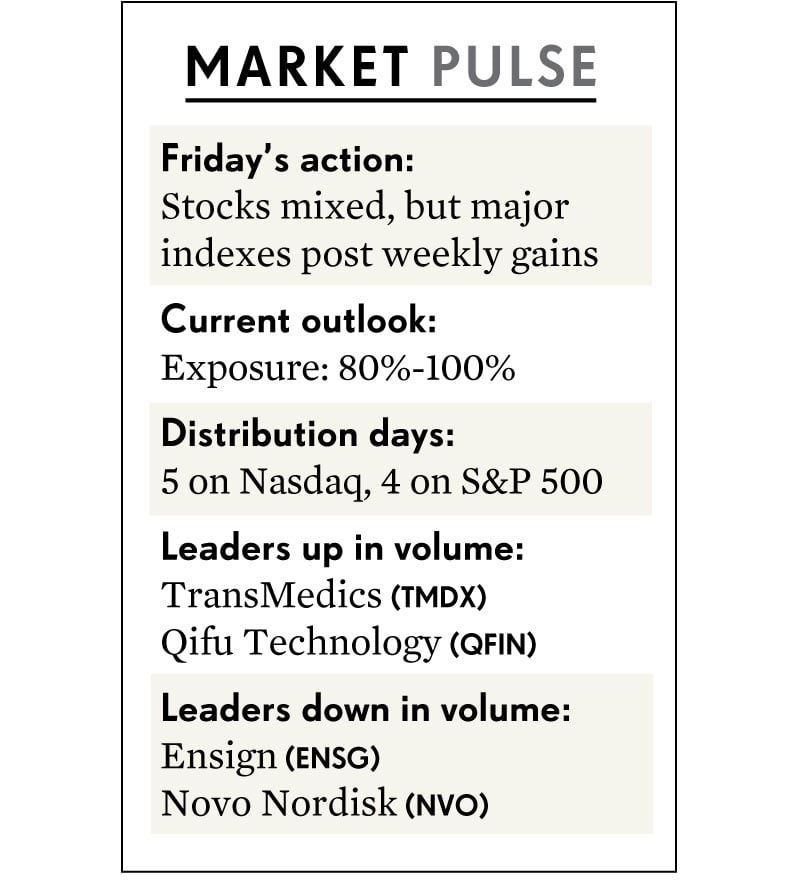 MARKET PULSE
Friday’s action:
Stocks mixed, but major
indexes post weekly gains
Current outlook:
Exposure: 80%-100%
Distribution days:
5 on Nasdaq, 4 on S&P 500
Leaders up in volume:
TransMedics (TMDX)
Qifu Technology (QFIN)
Leaders down in volume:
Ensign (ENSG)
Novo Nordisk (NVO)